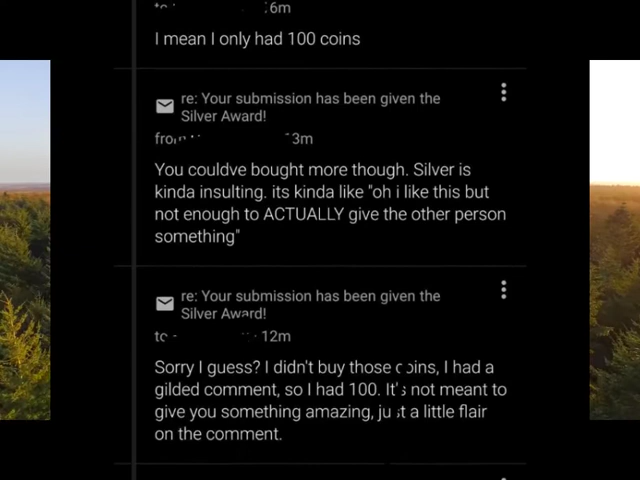 to 6m
I mean I only had 100 coins
re: Your submission has been given the
Silver Award!
from 13m
You couldve bought more though. Silver is
kinda insulting. its kinda like "oh i like this but
not enough to ACTUALLY give the other person
something"
re: Your submission has been given the
Silver Award!
to 12m
Sorry I guess? I didn't buy those coins, I had a
gilded comment, so I had 100. It's not meant to
give you something amazing, just a little flair
on the comment.